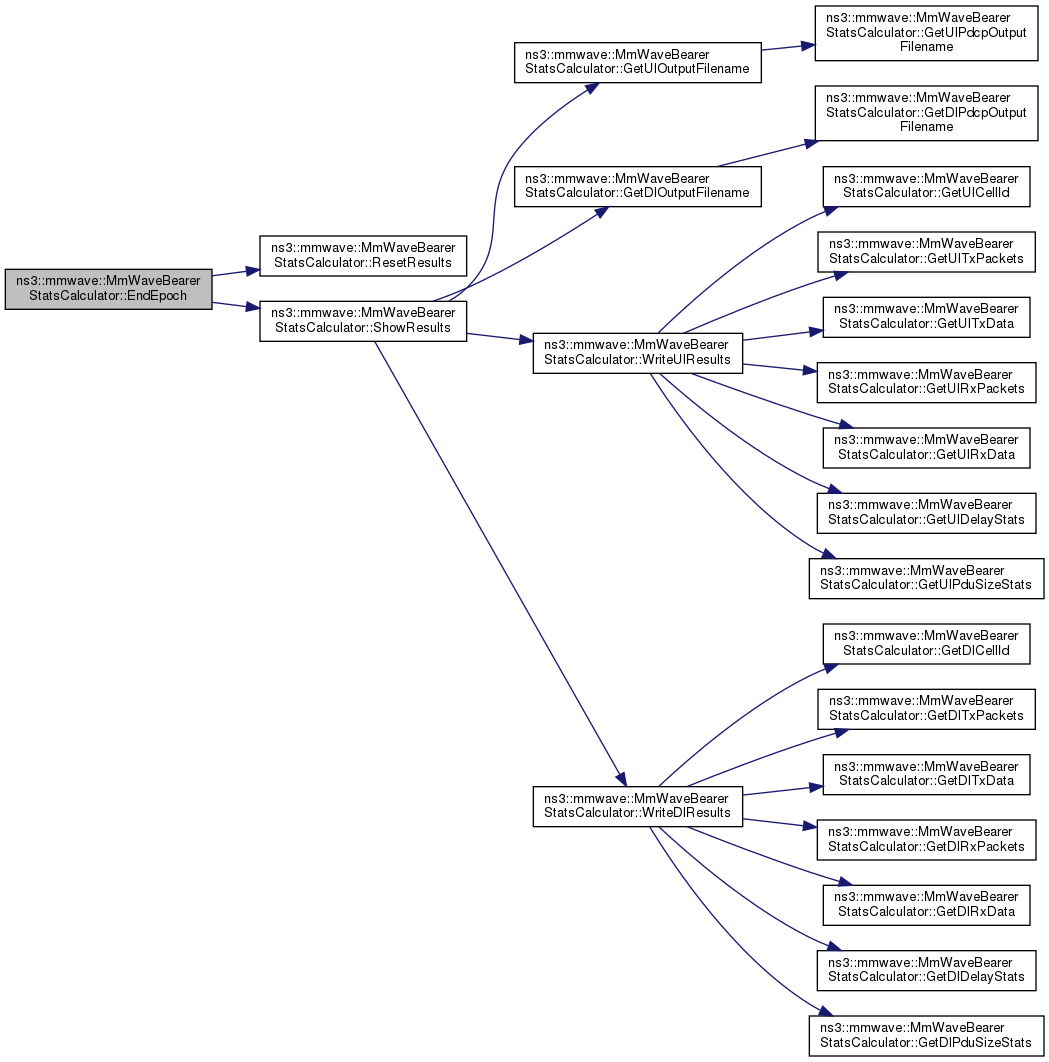 ns3::mmwave::MmWaveBearer
StatsCalculator::EndEpoch
ns3::mmwave::MmWaveBearer
StatsCalculator::ResetResults
ns3::mmwave::MmWaveBearer
StatsCalculator::ShowResults
ns3::mmwave::MmWaveBearer
StatsCalculator::GetUlOutputFilename
ns3::mmwave::MmWaveBearer
StatsCalculator::GetDlOutputFilename
ns3::mmwave::MmWaveBearer
StatsCalculator::WriteUlResults
ns3::mmwave::MmWaveBearer
StatsCalculator::WriteDlResults
ns3::mmwave::MmWaveBearer
StatsCalculator::GetUlPdcpOutput
Filename
ns3::mmwave::MmWaveBearer
StatsCalculator::GetDlPdcpOutput
Filename
ns3::mmwave::MmWaveBearer
StatsCalculator::GetUlCellId
ns3::mmwave::MmWaveBearer
StatsCalculator::GetUlTxPackets
ns3::mmwave::MmWaveBearer
StatsCalculator::GetUlTxData
ns3::mmwave::MmWaveBearer
StatsCalculator::GetUlRxPackets
ns3::mmwave::MmWaveBearer
StatsCalculator::GetUlRxData
ns3::mmwave::MmWaveBearer
StatsCalculator::GetUlDelayStats
ns3::mmwave::MmWaveBearer
StatsCalculator::GetUlPduSizeStats
ns3::mmwave::MmWaveBearer
StatsCalculator::GetDlCellId
ns3::mmwave::MmWaveBearer
StatsCalculator::GetDlTxPackets
ns3::mmwave::MmWaveBearer
StatsCalculator::GetDlTxData
ns3::mmwave::MmWaveBearer
StatsCalculator::GetDlRxPackets
ns3::mmwave::MmWaveBearer
StatsCalculator::GetDlRxData
ns3::mmwave::MmWaveBearer
StatsCalculator::GetDlDelayStats
ns3::mmwave::MmWaveBearer
StatsCalculator::GetDlPduSizeStats